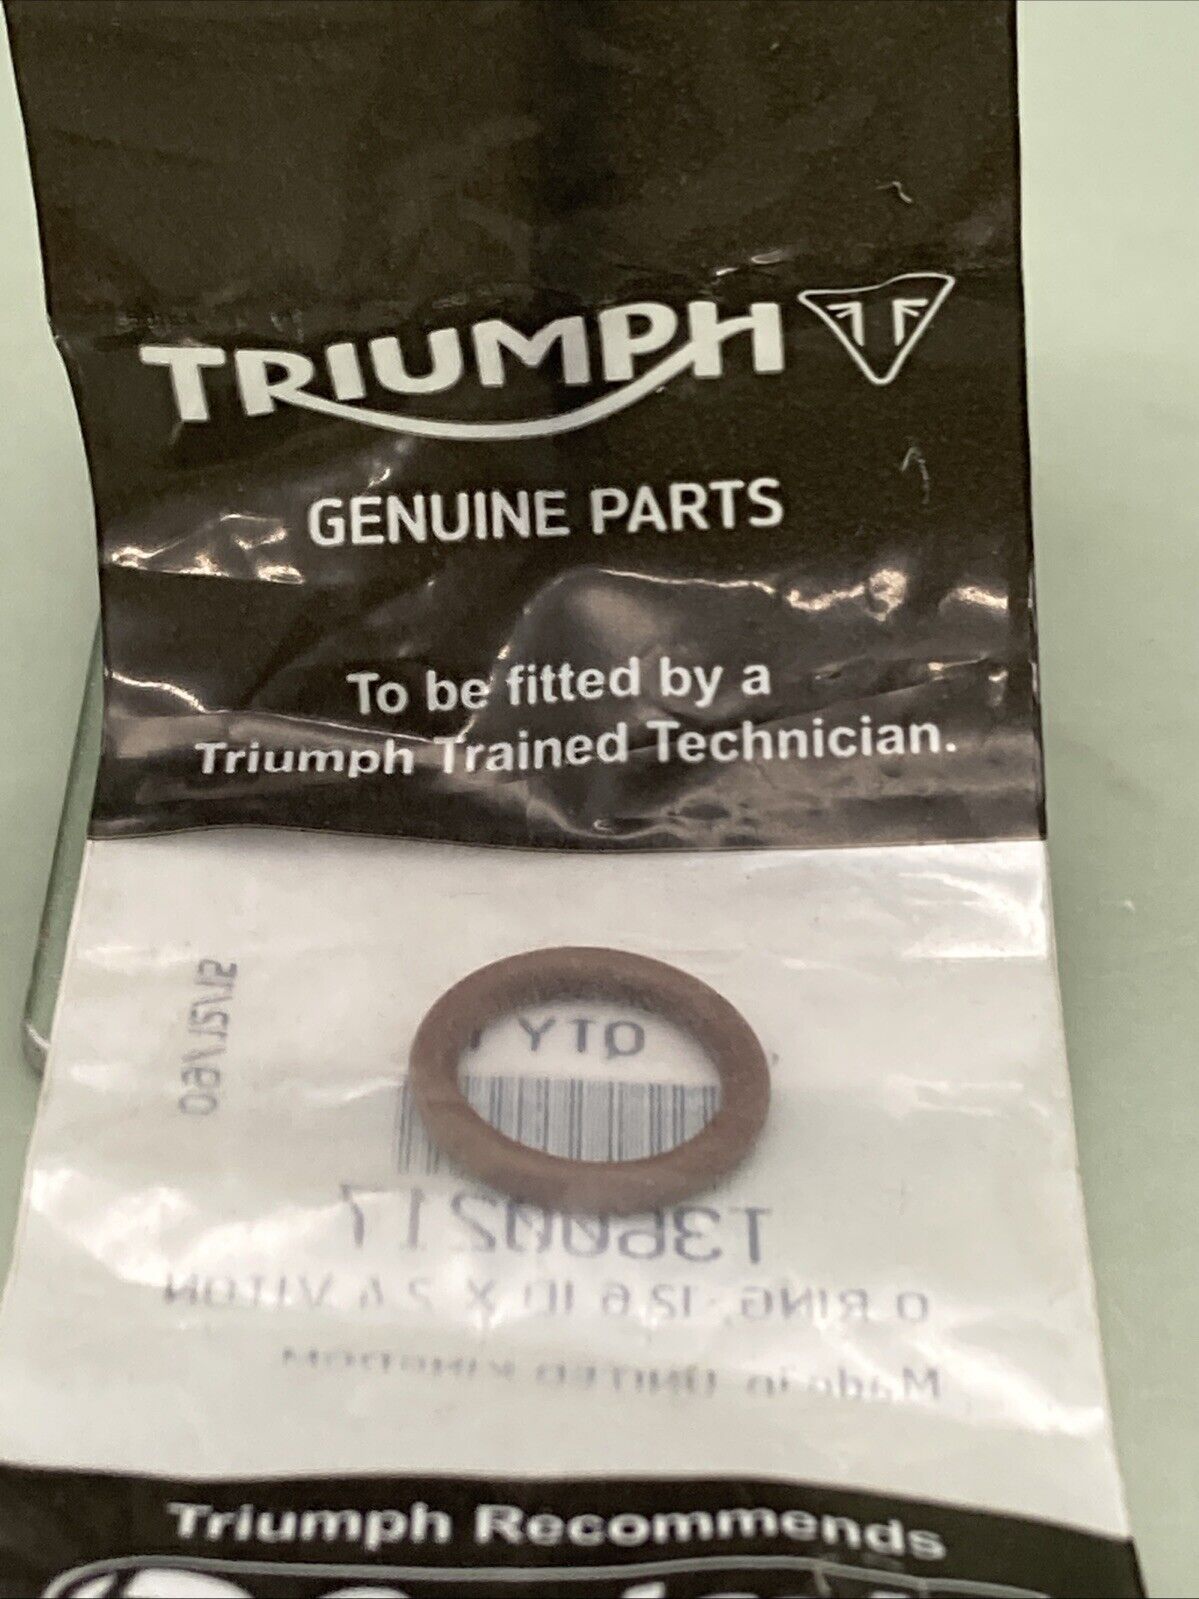 TRIUMPH
GENUINE PARTS
To be fitted by a
Triumph Trained Technician.
QTY
O RING, 12.6 ID X 2.4 VITON
Made in UNITED KINGDOM
Triumph Recommends